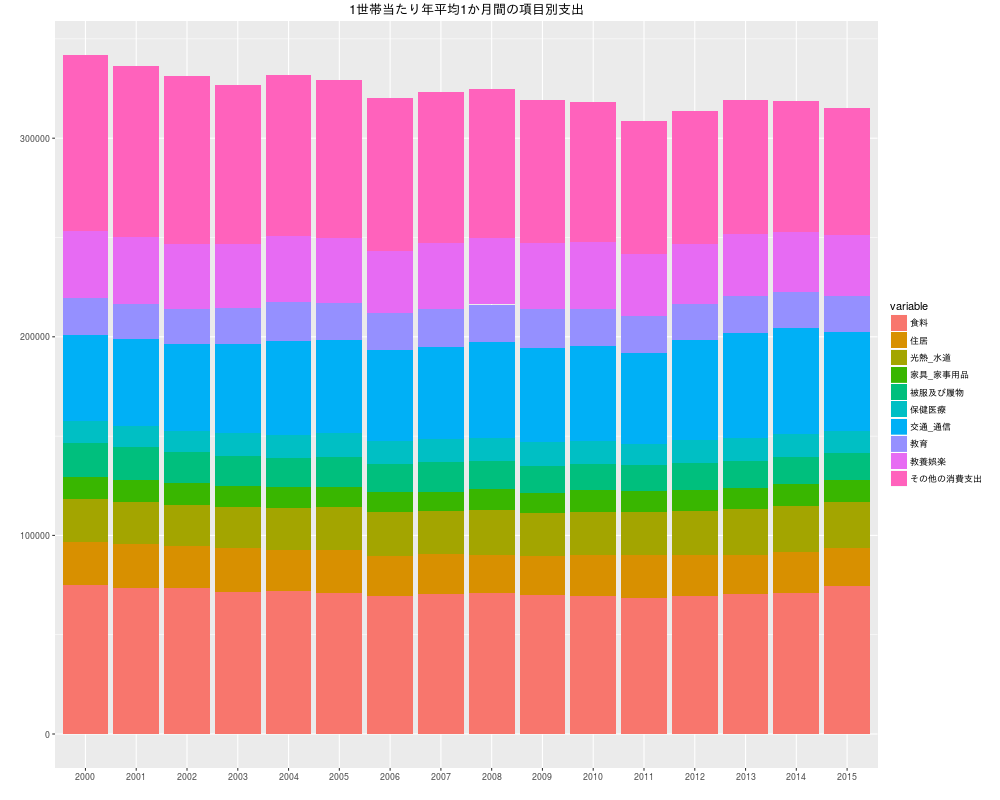 1世帯当たり年平均1か月間の項目別支出
300000
200000
100000
0
2000 2001 2002 2003 2004 2005 2006 2007 2008 2009 2010 2011 2012 2013 2014 2015
variable
食料
住居
光熱_水道
家具_家事用品
被服及び履物
保健医療
交通_通信
教育
教養娯楽
その他の消費支出